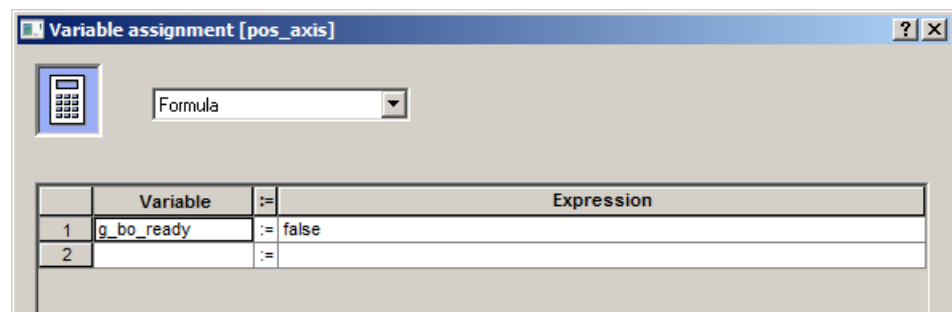 Variable assignment [pos_axis]
Formula
Variable := Expression
1 g_bo_ready := false
2 :=